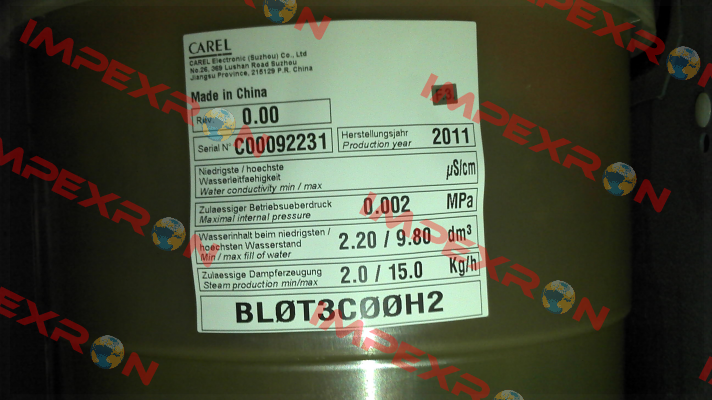 CAREL
CAREL Electronic (Suzhou) Co., Ltd
No.26, 369 Lushan Road Suzhou
Jiangsu Province, 215129 P.R. China
Made in China
F3
Rev. 0.00
Serial N° C00092231
Herstellungsjahr
Production year
2011
Niedrigste / hoechste
Wasserleitfaehigkeit
Water conductivity min / max
µS/cm
Zulaessiger Betriebsueberdruck
Maximal internal pressure
0.002 MPa
Wasserinhalt beim niedrigsten /
hoechsten Wasserstand
Min / max fill of water
2.20 / 9.80 dm³
Zulaessige Dampferzeugung
Steam production min/max
2.0 / 15.0 Kg/h
BLØT3CØØH2
IMPEXRON
IMPEXRON
IMPEXRON
IMPEXRON
IMPEXRON
IMPEXRON
IMPEXRON